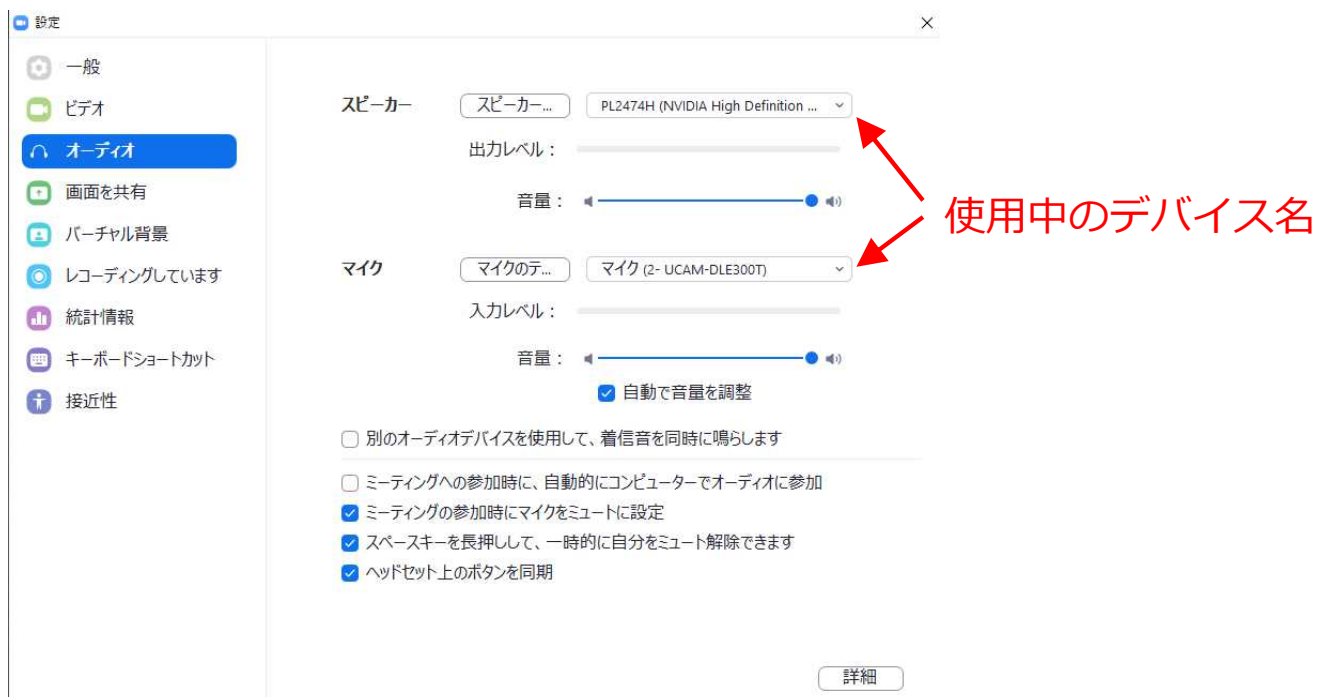 設定
一般
ビデオ
オーディオ
画面を共有
バーチャル背景
レコーディングしています
統計情報
キーボードショートカット
接近性
スピーカー スピーカー... PL2474H (NVIDIA High Definition ...
出力レベル：
音量：
マイク マイクのテ... マイク (2- UCAM-DLE300T)
入力レベル：
音量：
自動で音量を調整
別のオーディオデバイスを使用して、着信音を同時に鳴らします
ミーティングへの参加時に、自動的にコンピューターでオーディオに参加
ミーティングの参加時にマイクをミュートに設定
スペースキーを長押しして、一時的に自分をミュート解除できます
ヘッドセット上のボタンを同期
詳細
使用中のデバイス名